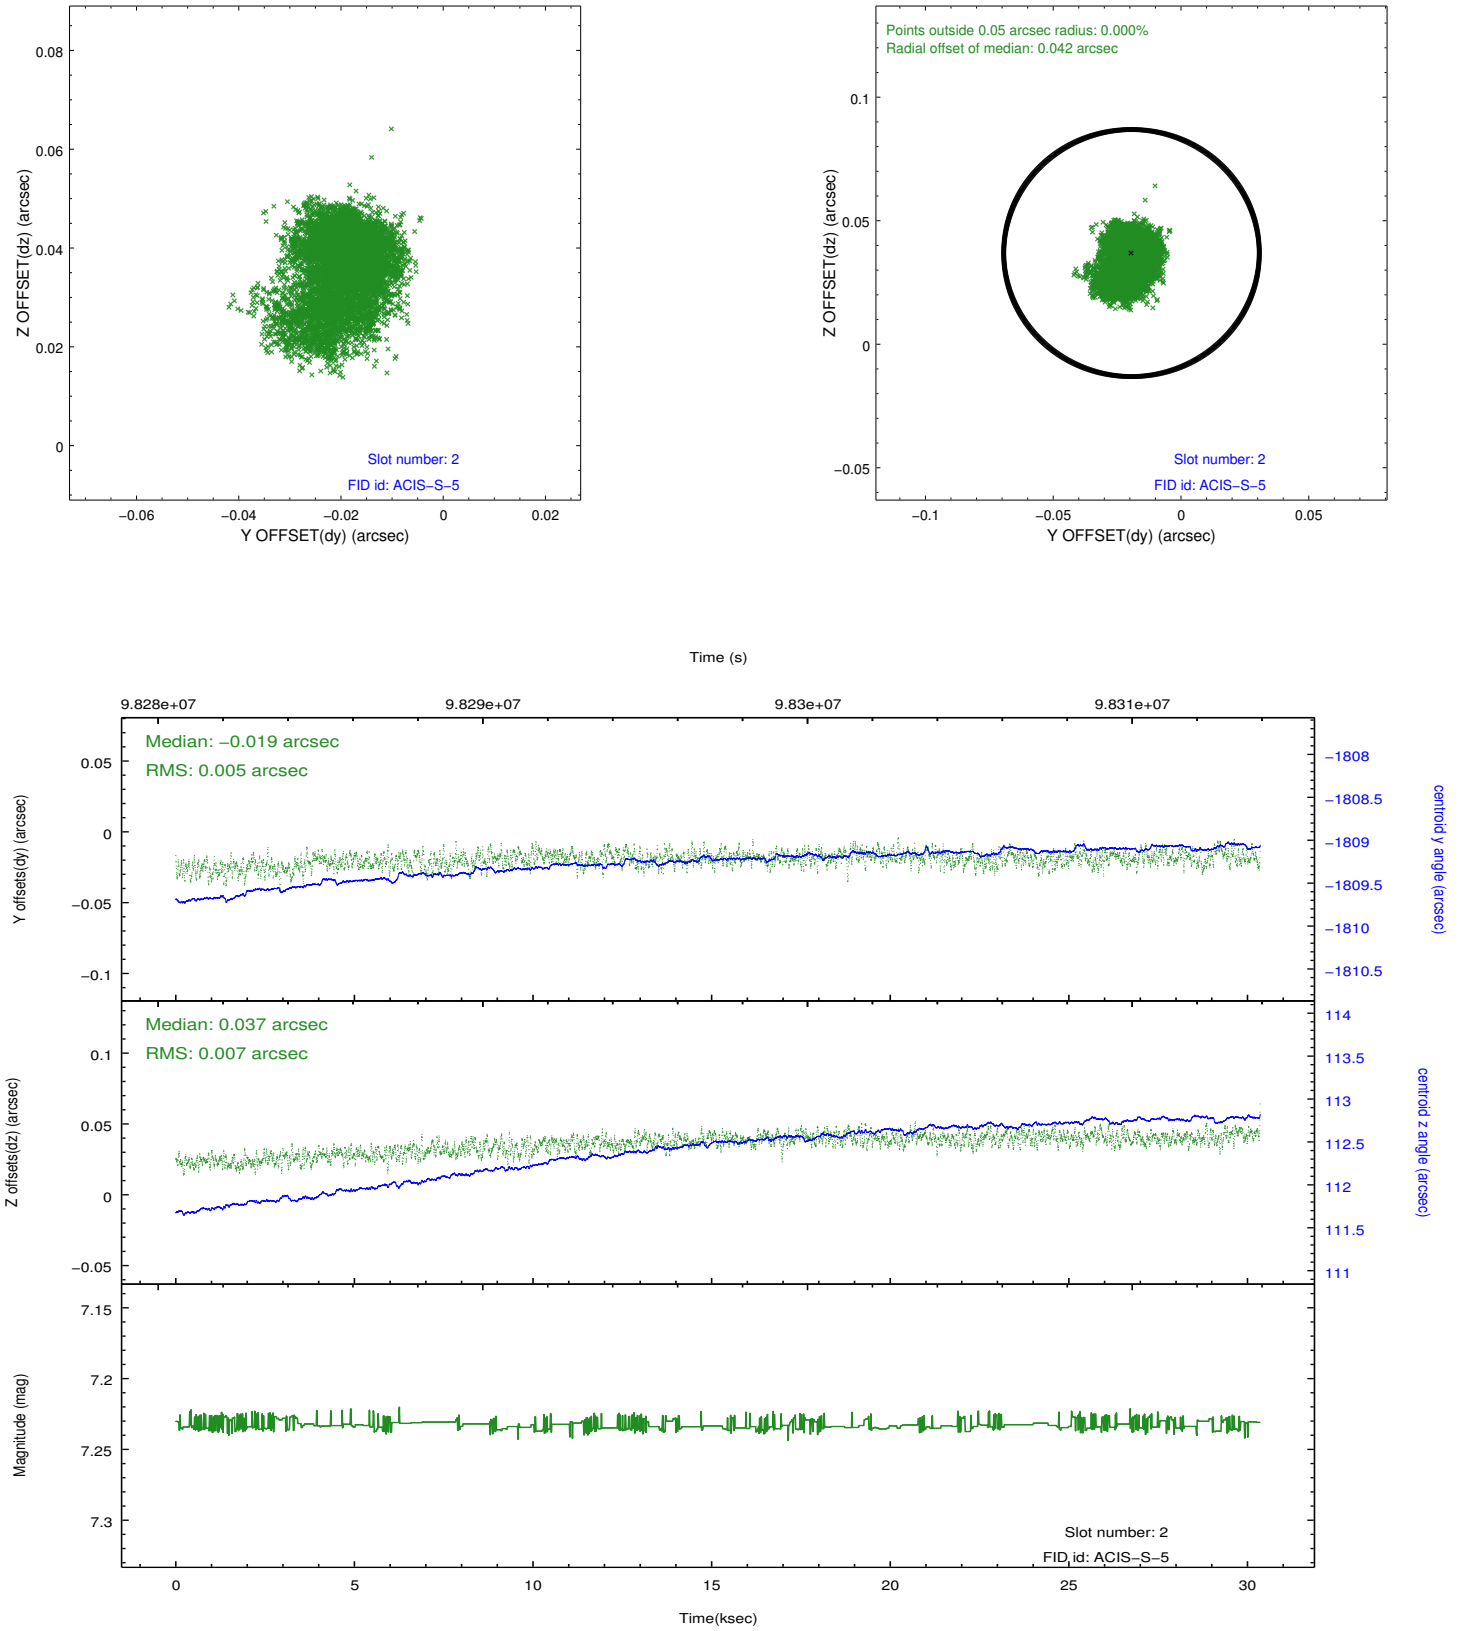 0.08
0.06
0.04
0.02
0
Z OFFSET(dz) (arcsec)
Slot number: 2
FID id: ACIS−S−5
−0.06
−0.04
−0.02
0
0.02
Y OFFSET(dy) (arcsec)
Points outside 0.05 arcsec radius: 0.000%
Radial offset of median: 0.042 arcsec
0.1
0.05
0
−0.05
Z OFFSET(dz) (arcsec)
Slot number: 2
FID id: ACIS−S−5
−0.1
−0.05
0
0.05
Y OFFSET(dy) (arcsec)
Time (s)
9.828e+07
9.829e+07
9.83e+07
9.831e+07
Median: −0.019 arcsec
RMS: 0.005 arcsec
0.05
0
−0.05
−0.1
Y offsets(dy) (arcsec)
−1808
−1808.5
−1809
−1809.5
−1810
−1810.5
centroid y angle (arcsec)
Median: 0.037 arcsec
RMS: 0.007 arcsec
0.1
0.05
0
−0.05
Z offsets(dz) (arcsec)
114
113.5
113
112.5
112
111.5
111
centroid z angle (arcsec)
7.15
7.2
7.25
7.3
Magnitude (mag)
Slot number: 2
FID id: ACIS−S−5
0
5
10
15
20
25
30
Time(ksec)